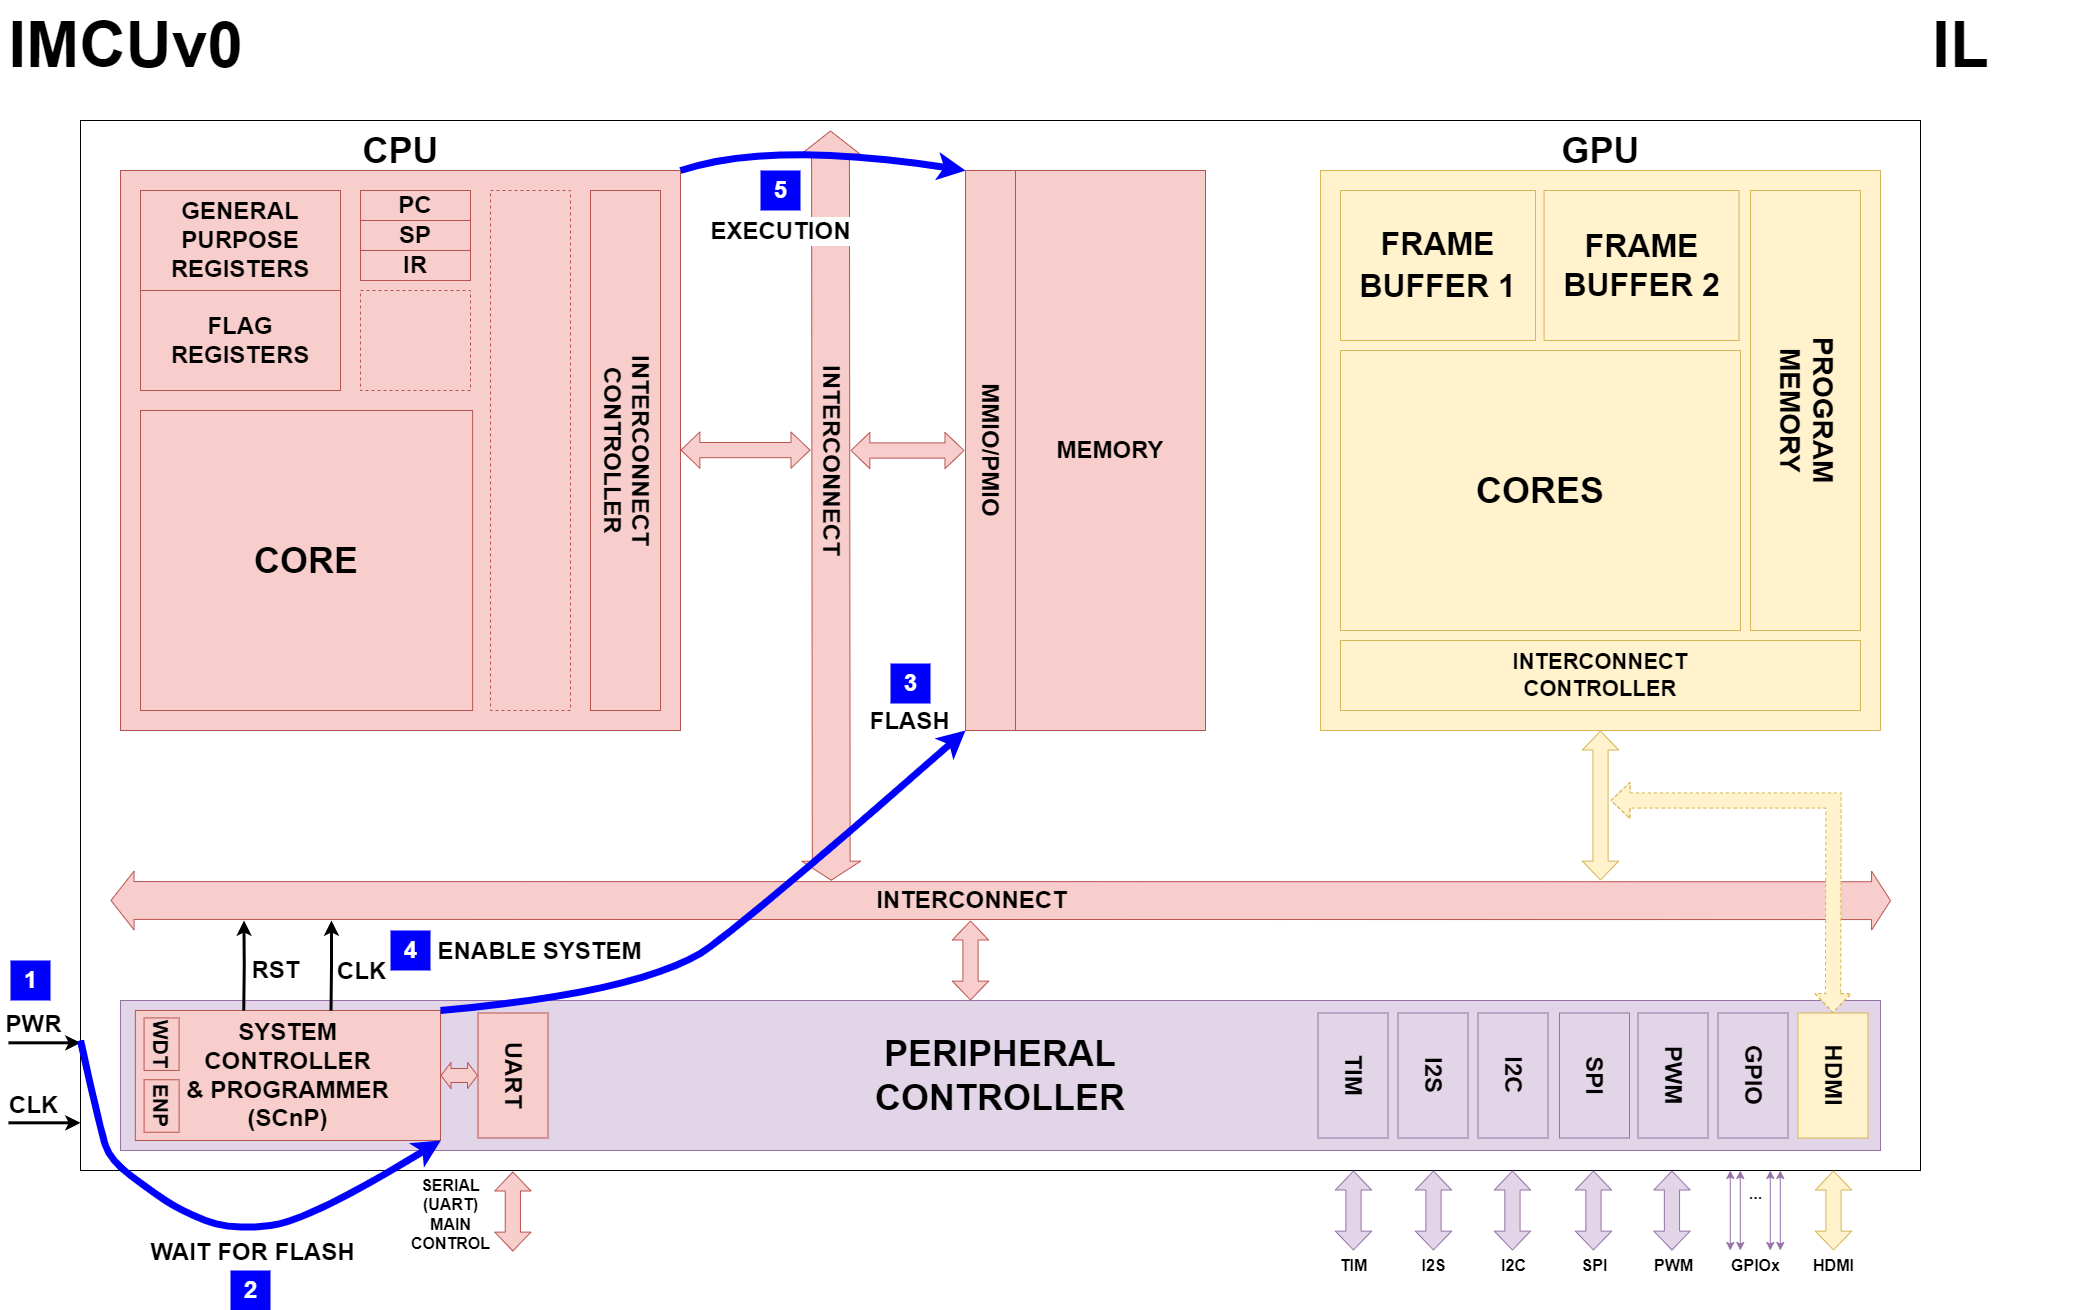 IMCUv0
IL
CPU
GPU
GENERAL
PURPOSE
REGISTERS
FLAG
REGISTERS
PC
SP
IR
CORE
INTERCONNECT
CONTROLLER
5
EXECUTION
INTERCONNECT
MMIO/PMIO
MEMORY
FRAME
BUFFER 1
FRAME
BUFFER 2
PROGRAM
MEMORY
CORES
INTERCONNECT
CONTROLLER
3
FLASH
INTERCONNECT
RST
CLK
4
ENABLE SYSTEM
1
PWR
CLK
WDT
ENP
SYSTEM
CONTROLLER
& PROGRAMMER
(SCnP)
UART
PERIPHERAL
CONTROLLER
TIM
I2S
I2C
SPI
PWM
GPIO
HDMI
SERIAL
(UART)
MAIN
CONTROL
WAIT FOR FLASH
2
...
TIM
I2S
I2C
SPI
PWM
GPIOx
HDMI